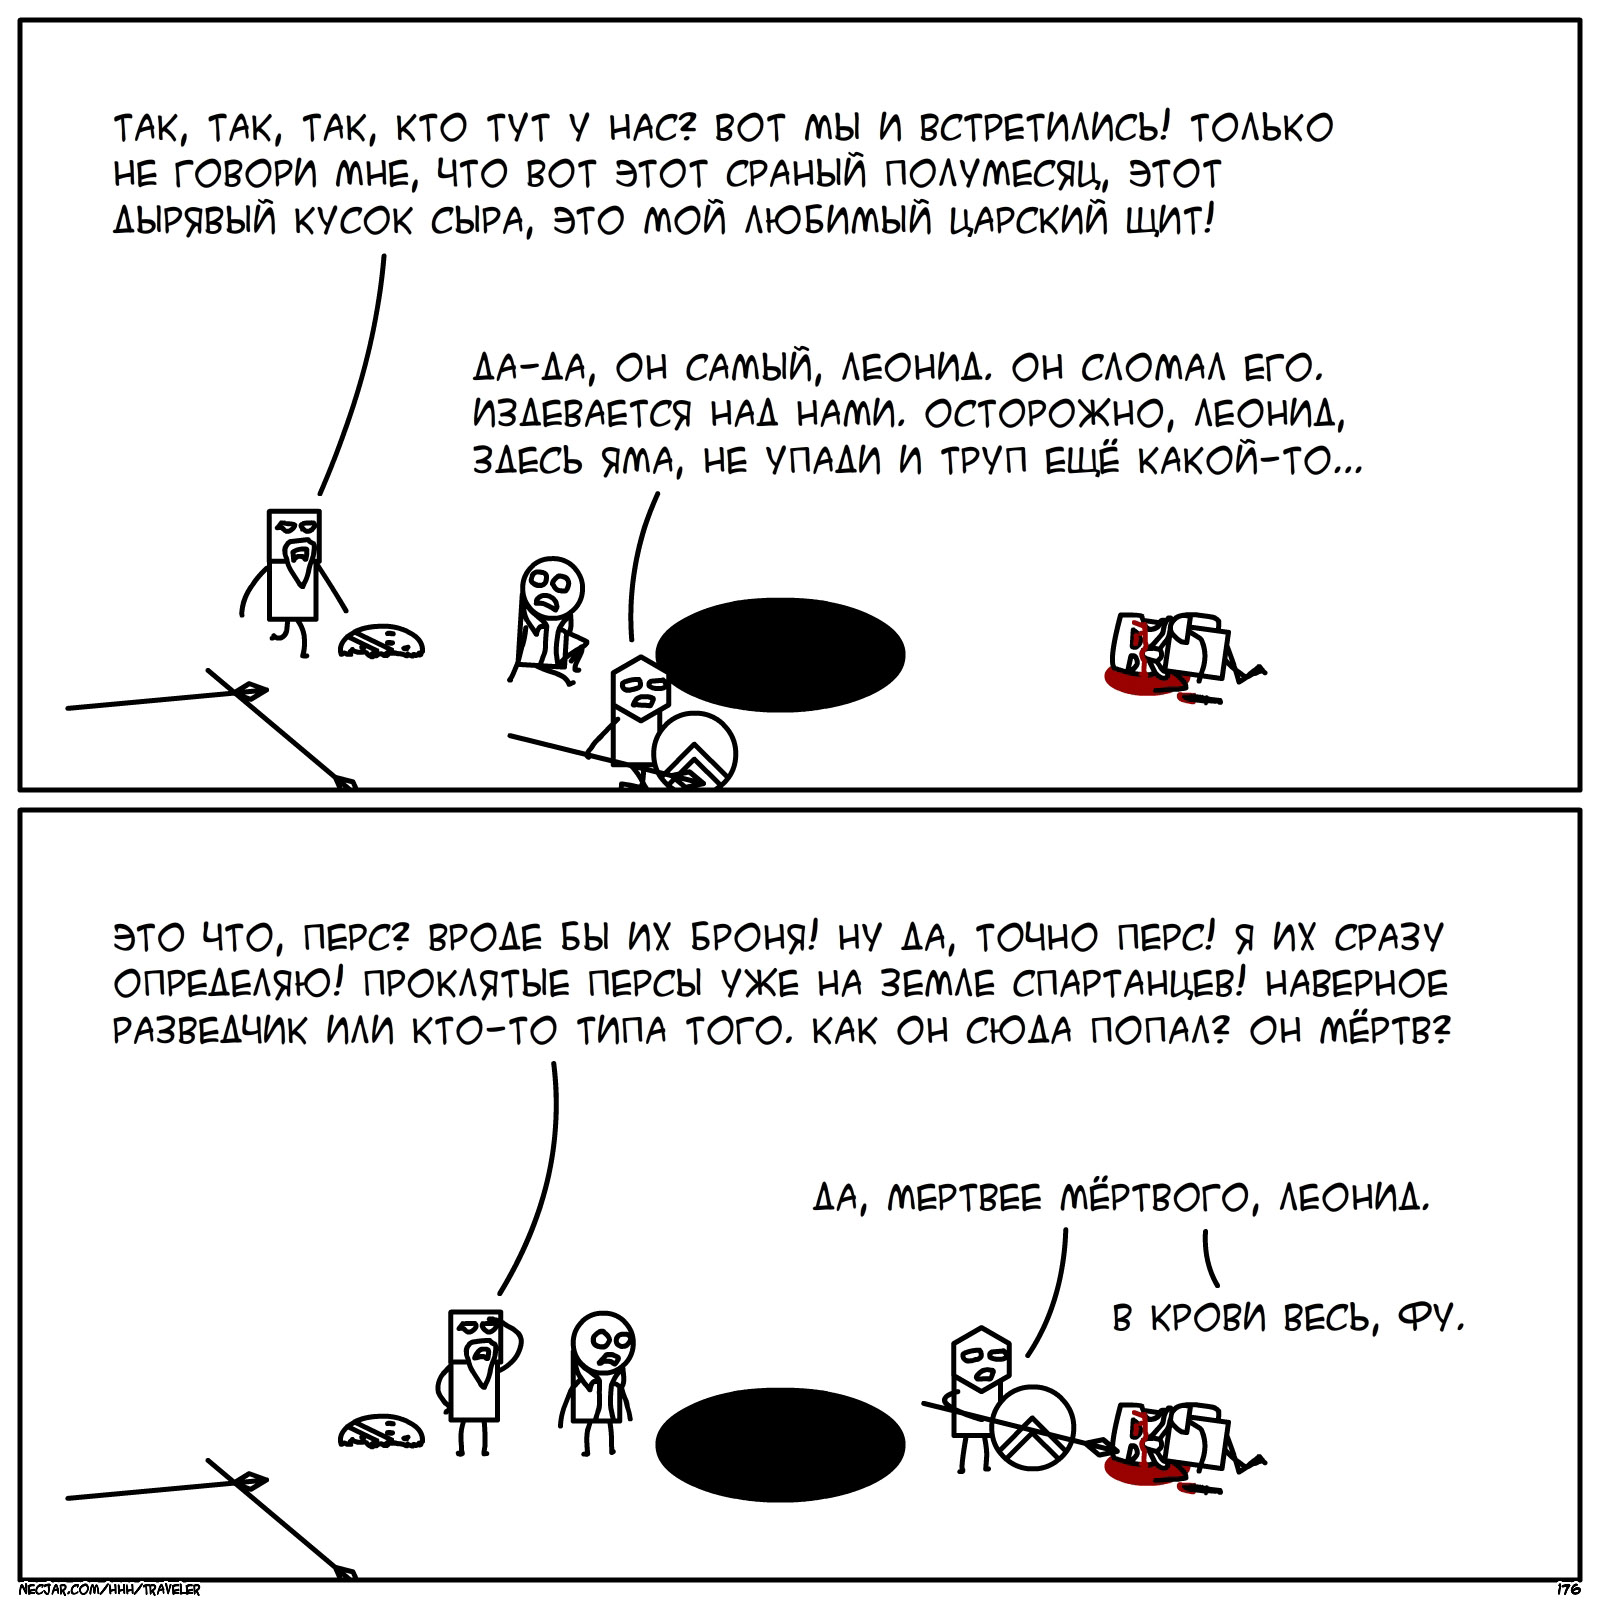 ТАК, ТАК, ТАК, КТО ТУТ У НАС? ВОТ МЫ И ВСТРЕТИЛИСЬ! ТОЛЬКО
НЕ ГОВОРИ МНЕ, ЧТО ВОТ ЭТОТ СРАНЫЙ ПОЛУМЕСЯЦ, ЭТОТ
ДЫРЯВЫЙ КУСОК СЫРА, ЭТО МОЙ ЛЮБИМЫЙ ЦАРСКИЙ ЩИТ!
ДА-ДА, ОН САМЫЙ, ЛЕОНИД. ОН СЛОМАЛ ЕГО.
ИЗДЕВАЕТСЯ НАД НАМИ. ОСТОРОЖНО, ЛЕОНИД,
ЗДЕСЬ ЯМА, НЕ УПАДИ И ТРУП ЕЩЁ КАКОЙ-ТО...
ЭТО ЧТО, ПЕРС? ВРОДЕ БЫ ИХ БРОНЯ! НУ ДА, ТОЧНО ПЕРС! Я ИХ СРАЗУ
ОПРЕДЕЛЯЮ! ПРОКЛЯТЫЕ ПЕРСЫ УЖЕ НА ЗЕМЛЕ СПАРТАНЦЕВ! НАВЕРНОЕ
РАЗВЕДЧИК ИЛИ КТО-ТО ТИПА ТОГО. КАК ОН СЮДА ПОПАЛ? ОН МЁРТВ?
ДА, МЕРТВЕЕ МЁРТВОГО, ЛЕОНИД.
В КРОВИ ВЕСЬ, ФУ.
NECJAR.COM/HHH/TRAVELER
176